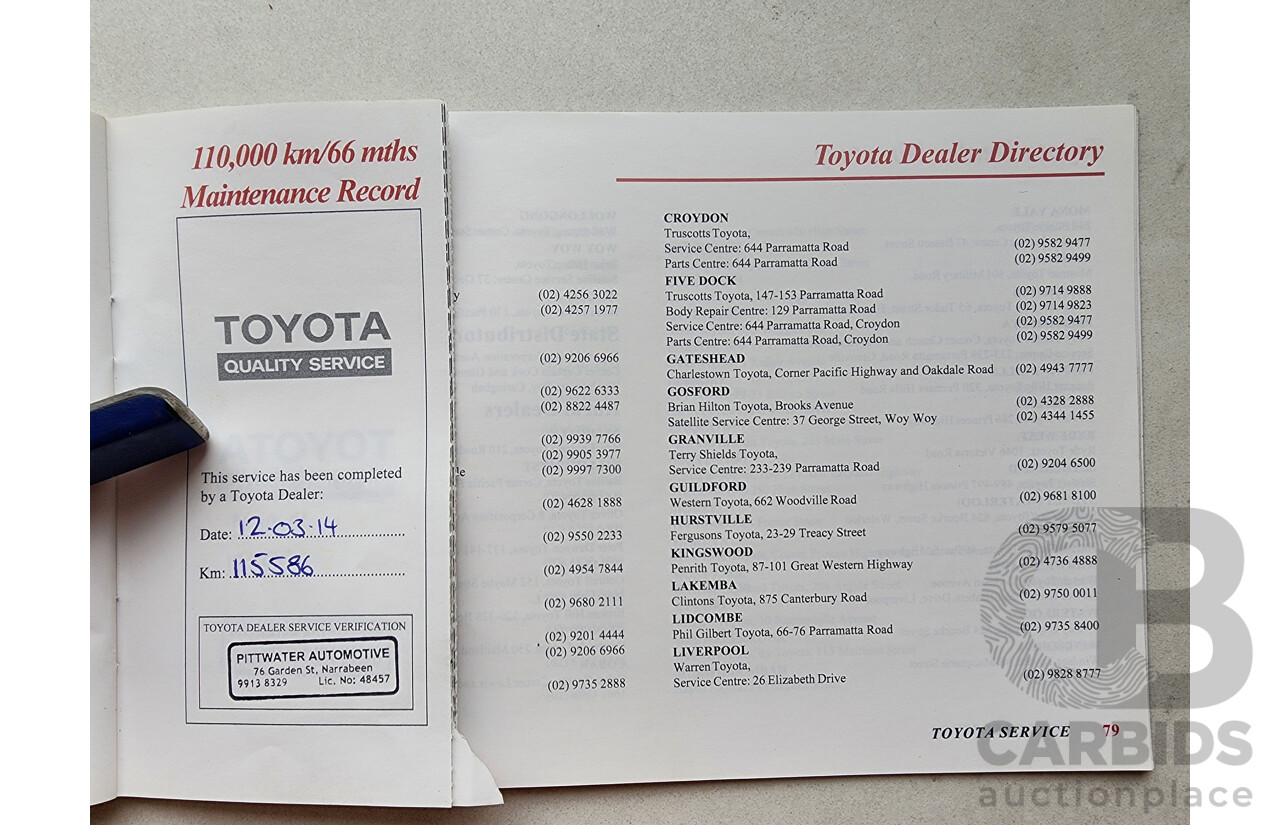 110,000 km/66 mths
Maintenance Record
TOYOTA
QUALITY SERVICE
This service has been completed
by a Toyota Dealer:
Date: 12-03-14
Km: 115586
TOYOTA DEALER SERVICE VERIFICATION
PITTWATER AUTOMOTIVE
76 Garden St, Narrabeen
9913 8329 Lic. No: 48457
Toyota Dealer Directory
y (02) 4256 3022
(02) 4257 1977
(02) 9206 6966
(02) 9622 6333
(02) 8822 4487
(02) 9939 7766
(02) 9905 3977
le (02) 9997 7300
(02) 4628 1888
(02) 9550 2233
(02) 4954 7844
(02) 9680 2111
(02) 9201 4444
(02) 9206 6966
(02) 9735 2888
CROYDON
Truscotts Toyota,
Service Centre: 644 Parramatta Road (02) 9582 9477
Parts Centre: 644 Parramatta Road (02) 9582 9499
FIVE DOCK
Truscotts Toyota, 147-153 Parramatta Road (02) 9714 9888
Body Repair Centre: 129 Parramatta Road (02) 9714 9823
Service Centre: 644 Parramatta Road, Croydon (02) 9582 9477
Parts Centre: 644 Parramatta Road, Croydon (02) 9582 9499
GATESHEAD
Charlestown Toyota, Corner Pacific Highway and Oakdale Road (02) 4943 7777
GOSFORD
Brian Hilton Toyota, Brooks Avenue (02) 4328 2888
Satellite Service Centre: 37 George Street, Woy Woy (02) 4344 1455
GRANVILLE
Terry Shields Toyota,
Service Centre: 233-239 Parramatta Road (02) 9204 6500
GUILDFORD
Western Toyota, 662 Woodville Road (02) 9681 8100
HURSTVILLE
Fergusons Toyota, 23-29 Treacy Street (02) 9579 5077
KINGSWOOD
Penrith Toyota, 87-101 Great Western Highway (02) 4736 4888
LAKEMBA
Clintons Toyota, 875 Canterbury Road (02) 9750 0011
LIDCOMBE
Phil Gilbert Toyota, 66-76 Parramatta Road (02) 9735 8400
LIVERPOOL
Warren Toyota,
Service Centre: 26 Elizabeth Drive (02) 9828 8777
TOYOTA SERVICE 79
CB
CARBIDS
auctionplace